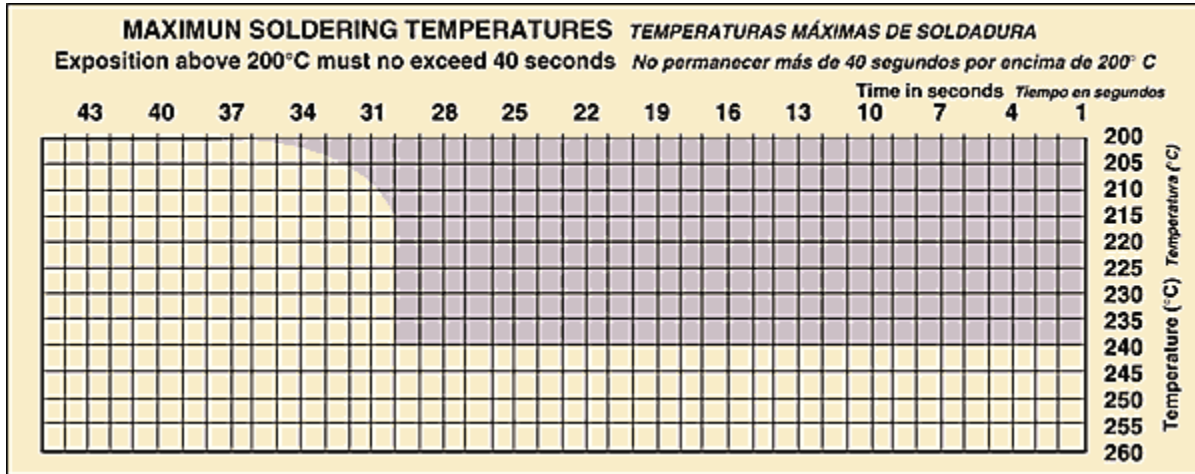 MAXIMUN SOLDERING TEMPERATURES TEMPERATURAS MÁXIMAS DE SOLDADURA
Exposition above 200°C must no exceed 40 seconds No permanecer más de 40 segundos por encima de 200° C
Time in seconds Tiempo en segundos
43 40 37 34 31 28 25 22 19 16 13 10 7 4 1
200
205
210
215
220
225
230
235
240
245
250
255
260
Temperature (°C) Temperatura (°C)